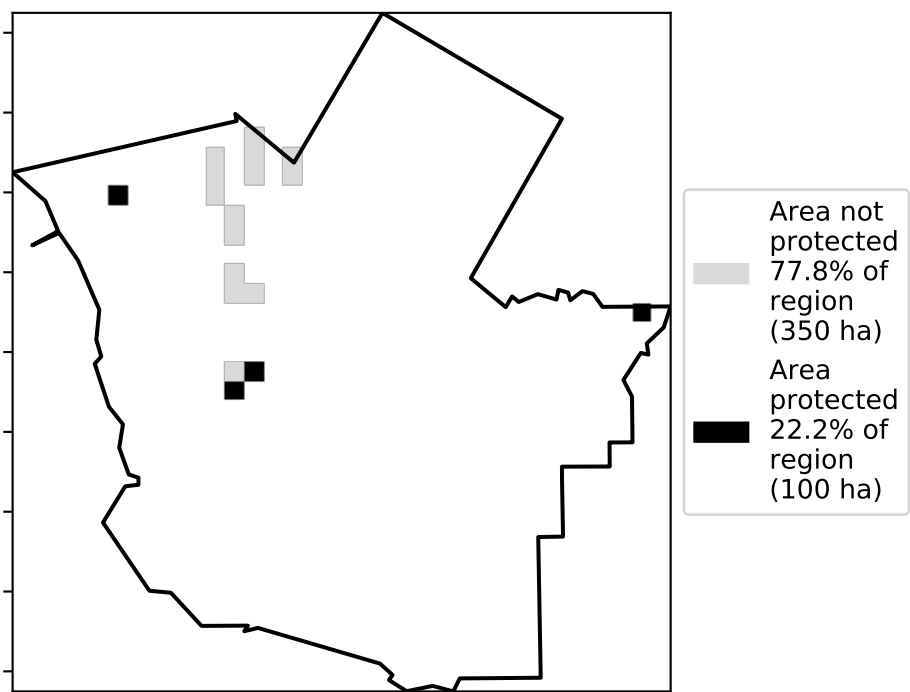 Area not
protected
77.8% of
region
(350 ha)
Area
protected
22.2% of
region
(100 ha)